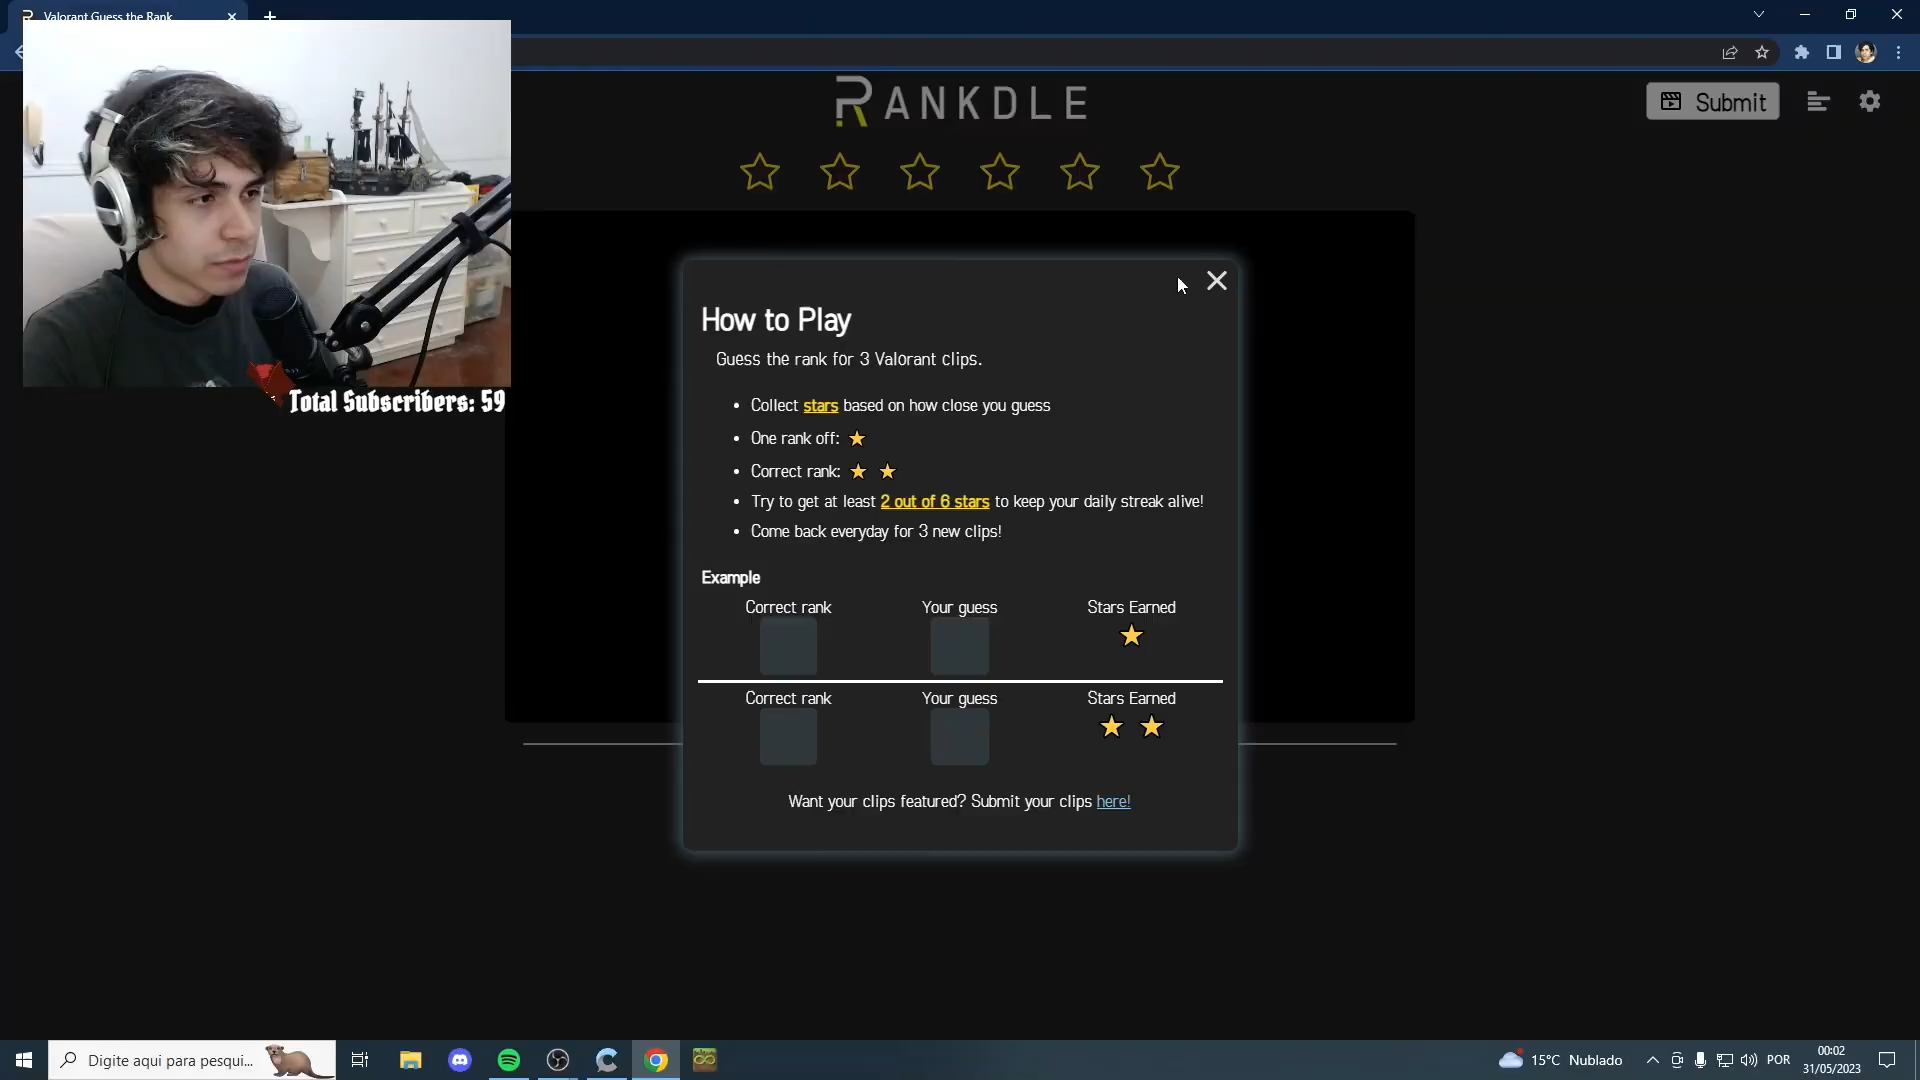 Valorant Guess the Rank
RANKDLE
Submit
Total Subscribers: 59
How to Play
Guess the rank for 3 Valorant clips.
• Collect stars based on how close you guess
• One rank off:
• Correct rank:
• Try to get at least 2 out of 6 stars to keep your daily streak alive!
• Come back everyday for 3 new clips!
Example
Correct rank Your guess Stars Earned
Correct rank Your guess Stars Earned
Want your clips featured? Submit your clips here!
Digite aqui para pesqui...
15°C Nublado
POR
00:02
31/05/2023